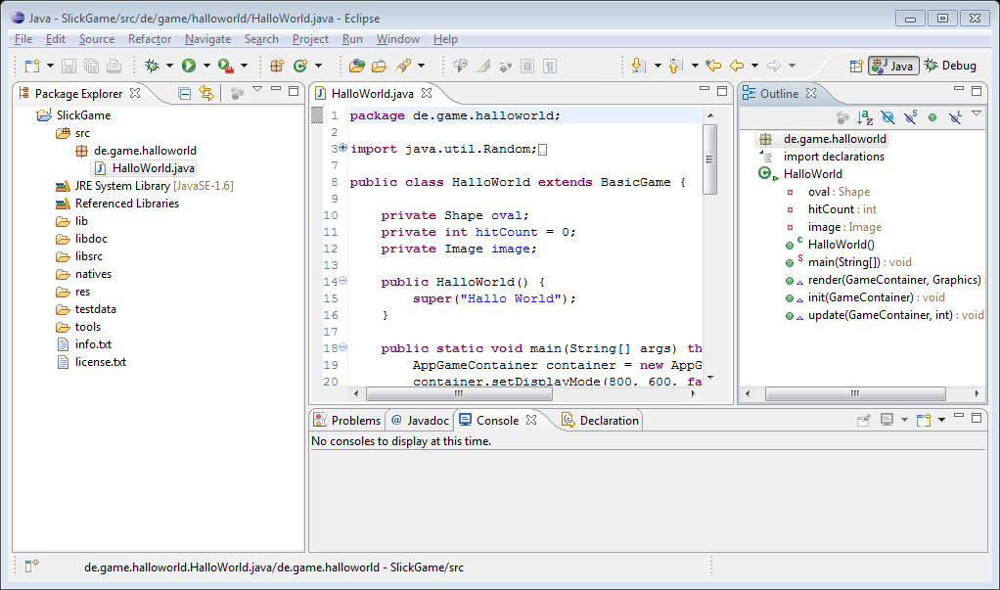 Java - SlickGame/src/de/game/halloworld/HalloWorld.java - Eclipse
File Edit Source Refactor Navigate Search Project Run Window Help
Java Debug
Package Explorer
SlickGame
src
de.game.halloworld
HalloWorld.java
JRE System Library [JavaSE-1.6]
Referenced Libraries
lib
libdoc
libsrc
natives
res
testdata
tools
info.txt
license.txt
HalloWorld.java
1 package de.game.halloworld;
2
3 import java.util.Random;
7
8 public class HalloWorld extends BasicGame {
9
10 private Shape oval;
11 private int hitCount = 0;
12 private Image image;
13
14 public HalloWorld() {
15 super("Hallo World");
16 }
17
18 public static void main(String[] args) th
19 AppGameContainer container = new AppG
20 container.setDisplayMode(800, 600, fa
Outline
de.game.halloworld
import declarations
HalloWorld
oval : Shape
hitCount : int
image : Image
HalloWorld()
main(String[]) : void
render(GameContainer, Graphics)
init(GameContainer) : void
update(GameContainer, int) : void
Problems @ Javadoc Console Declaration
No consoles to display at this time.
de.game.halloworld.HalloWorld.java/de.game.halloworld - SlickGame/src